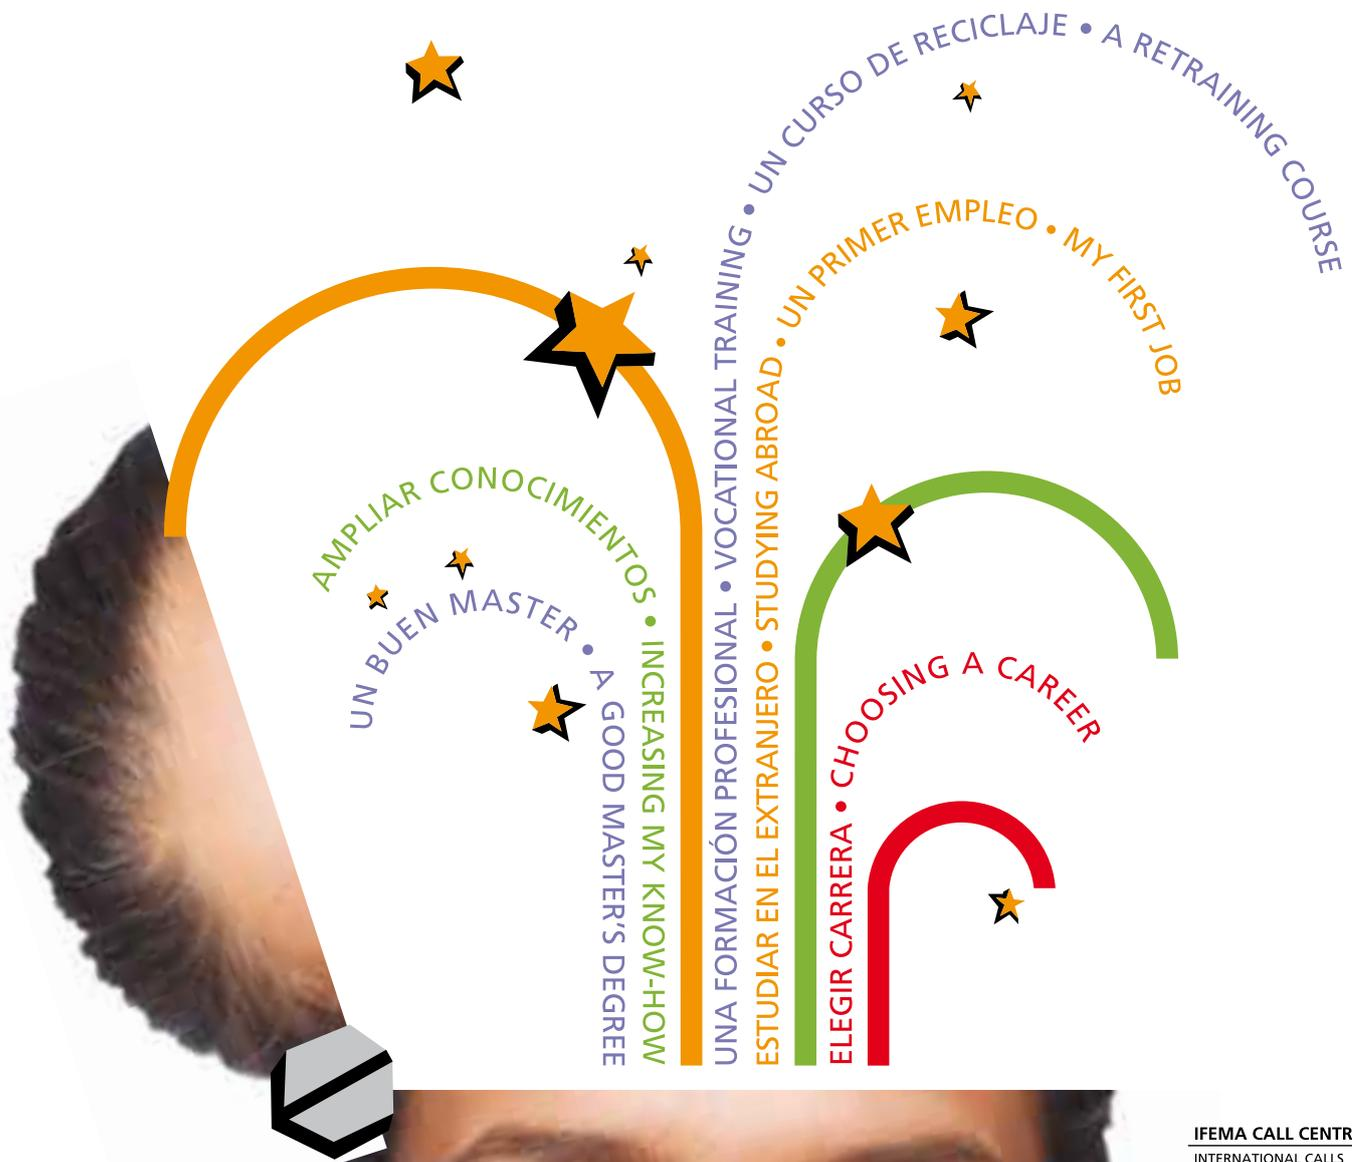 UNA FORMACIÓN PROFESIONAL • VOCATIONAL TRAINING • UN CURSO DE RECICLAJE • A RETRAINING COURSE
ESTUDIAR EN EL EXTRANJERO • STUDYING ABROAD • UN PRIMER EMPLEO • MY FIRST JOB
AMPLIAR CONOCIMIENTOS • INCREASING MY KNOW-HOW
UN BUEN MASTER • A GOOD MASTER'S DEGREE
ELEGIR CARRERA • CHOOSING A CAREER
IFEMA CALL CENTR
INTERNATIONAL CALLS